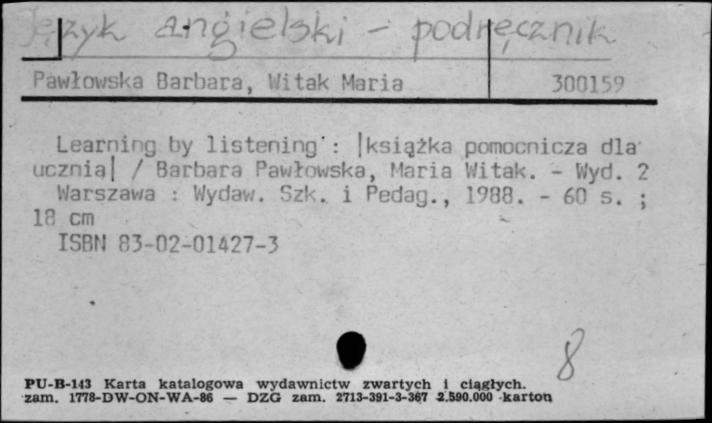 Język angielski - podręcznik
Pawłowska Barbara, Witak Maria 300159
Learning by listening : |książka pomocnicza dla
ucznia| / Barbara Pawłowska, Maria Witak. - Wyd. 2
Warszawa : Wydaw. Szk. i Pedag., 1988. - 60 s. ;
18 cm
ISBN 83-02-01427-3
8
PU-B-143 Karta katalogowa wydawnictw zwartych i ciągłych.
zam. 1778-DW-ON-WA-86 — DZG zam. 2713-391-3-367 2.590.000 karton